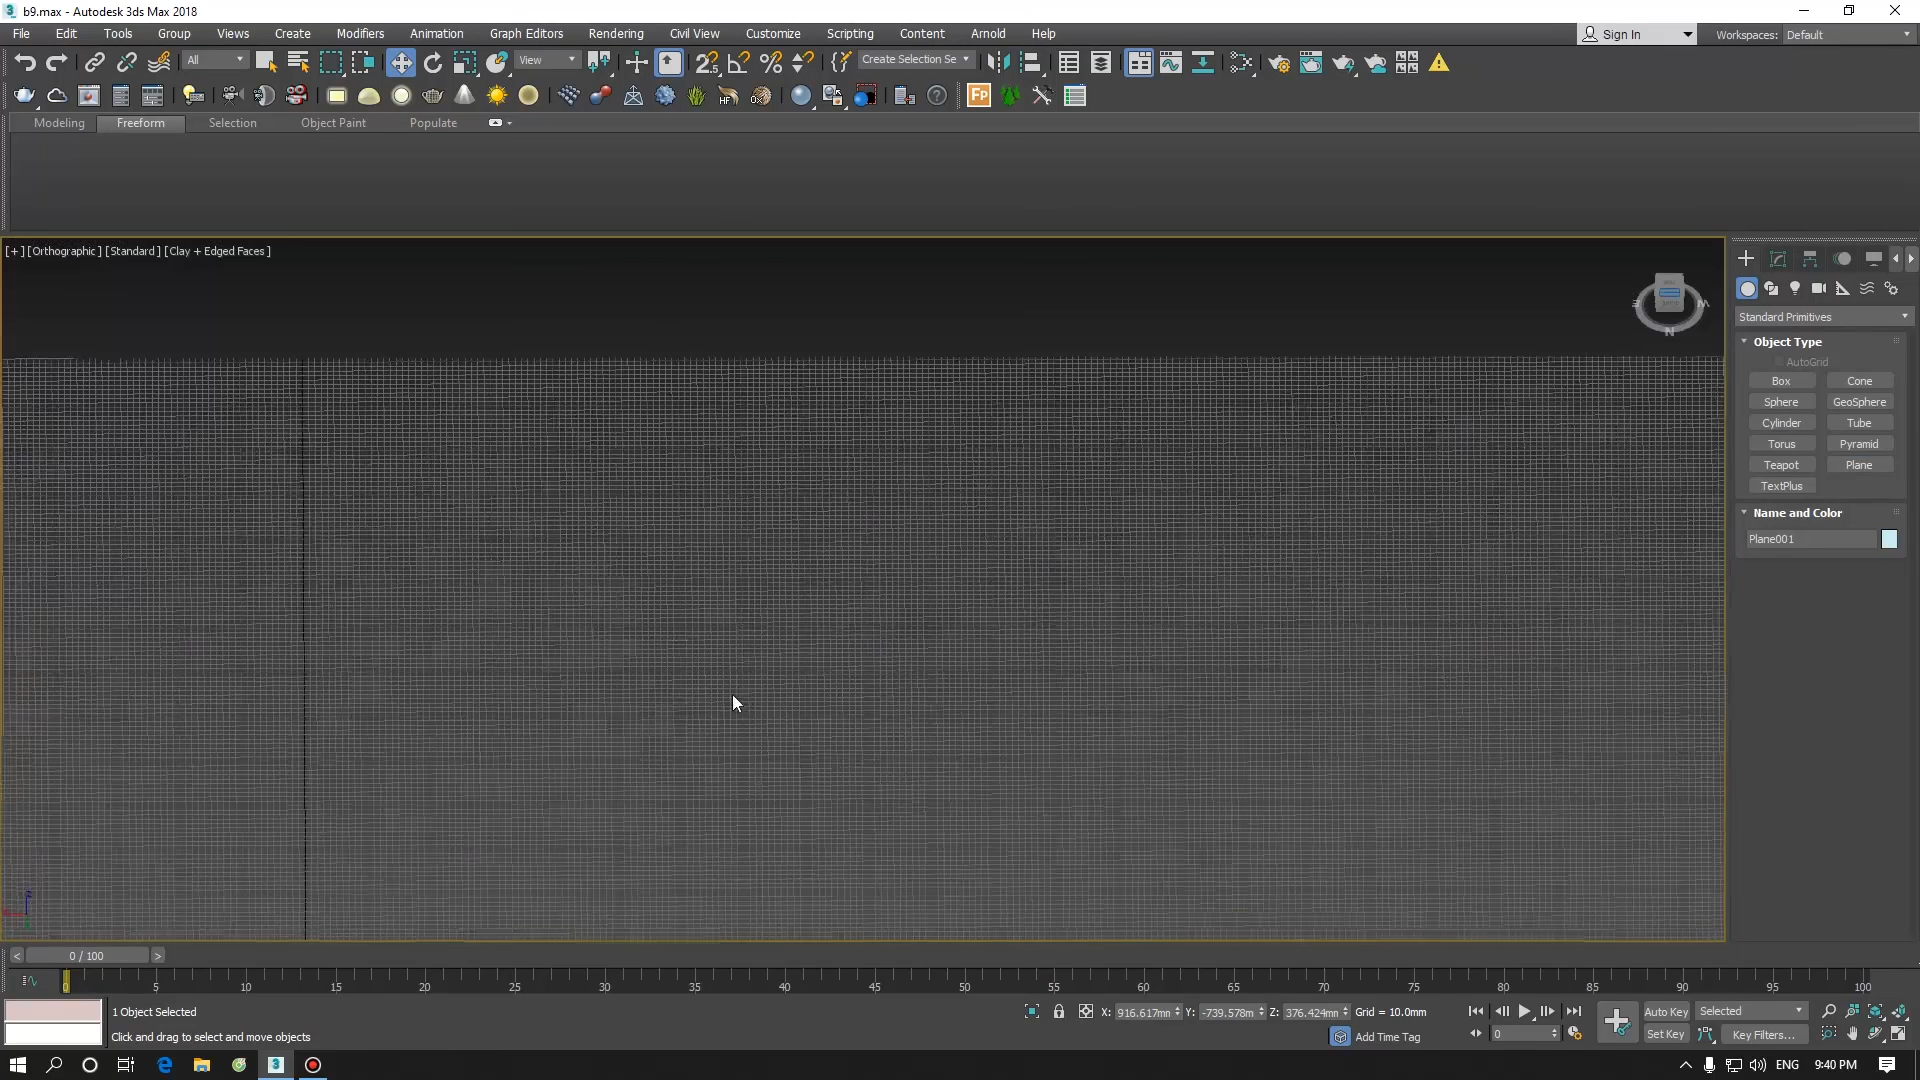 b9.max - Autodesk 3ds Max 2018
File Edit Tools Group Views Create Modifiers Animation Graph Editors Rendering Civil View Customize Scripting Content Arnold Help
Sign In
Workspaces: Default
All
View
Create Selection Se
Modeling Freeform Selection Object Paint Populate
[+] [Orthographic] [Standard] [Clay + Edged Faces]
N
Standard Primitives
Object Type
AutoGrid
Box Cone
Sphere GeoSphere
Cylinder Tube
Torus Pyramid
Teapot Plane
TextPlus
Name and Color
Plane001
z
< 0 / 100 >
0 5 10 15 20 25 30 35 40 45 50 55 60 65 70 75 80 85 90 95 100
1 Object Selected
Click and drag to select and move objects
X: 916.617mm Y: -739.578m Z: 376.424mm Grid = 10.0mm
Add Time Tag
0
Auto Key Selected
Set Key Key Filters...
ENG 9:40 PM